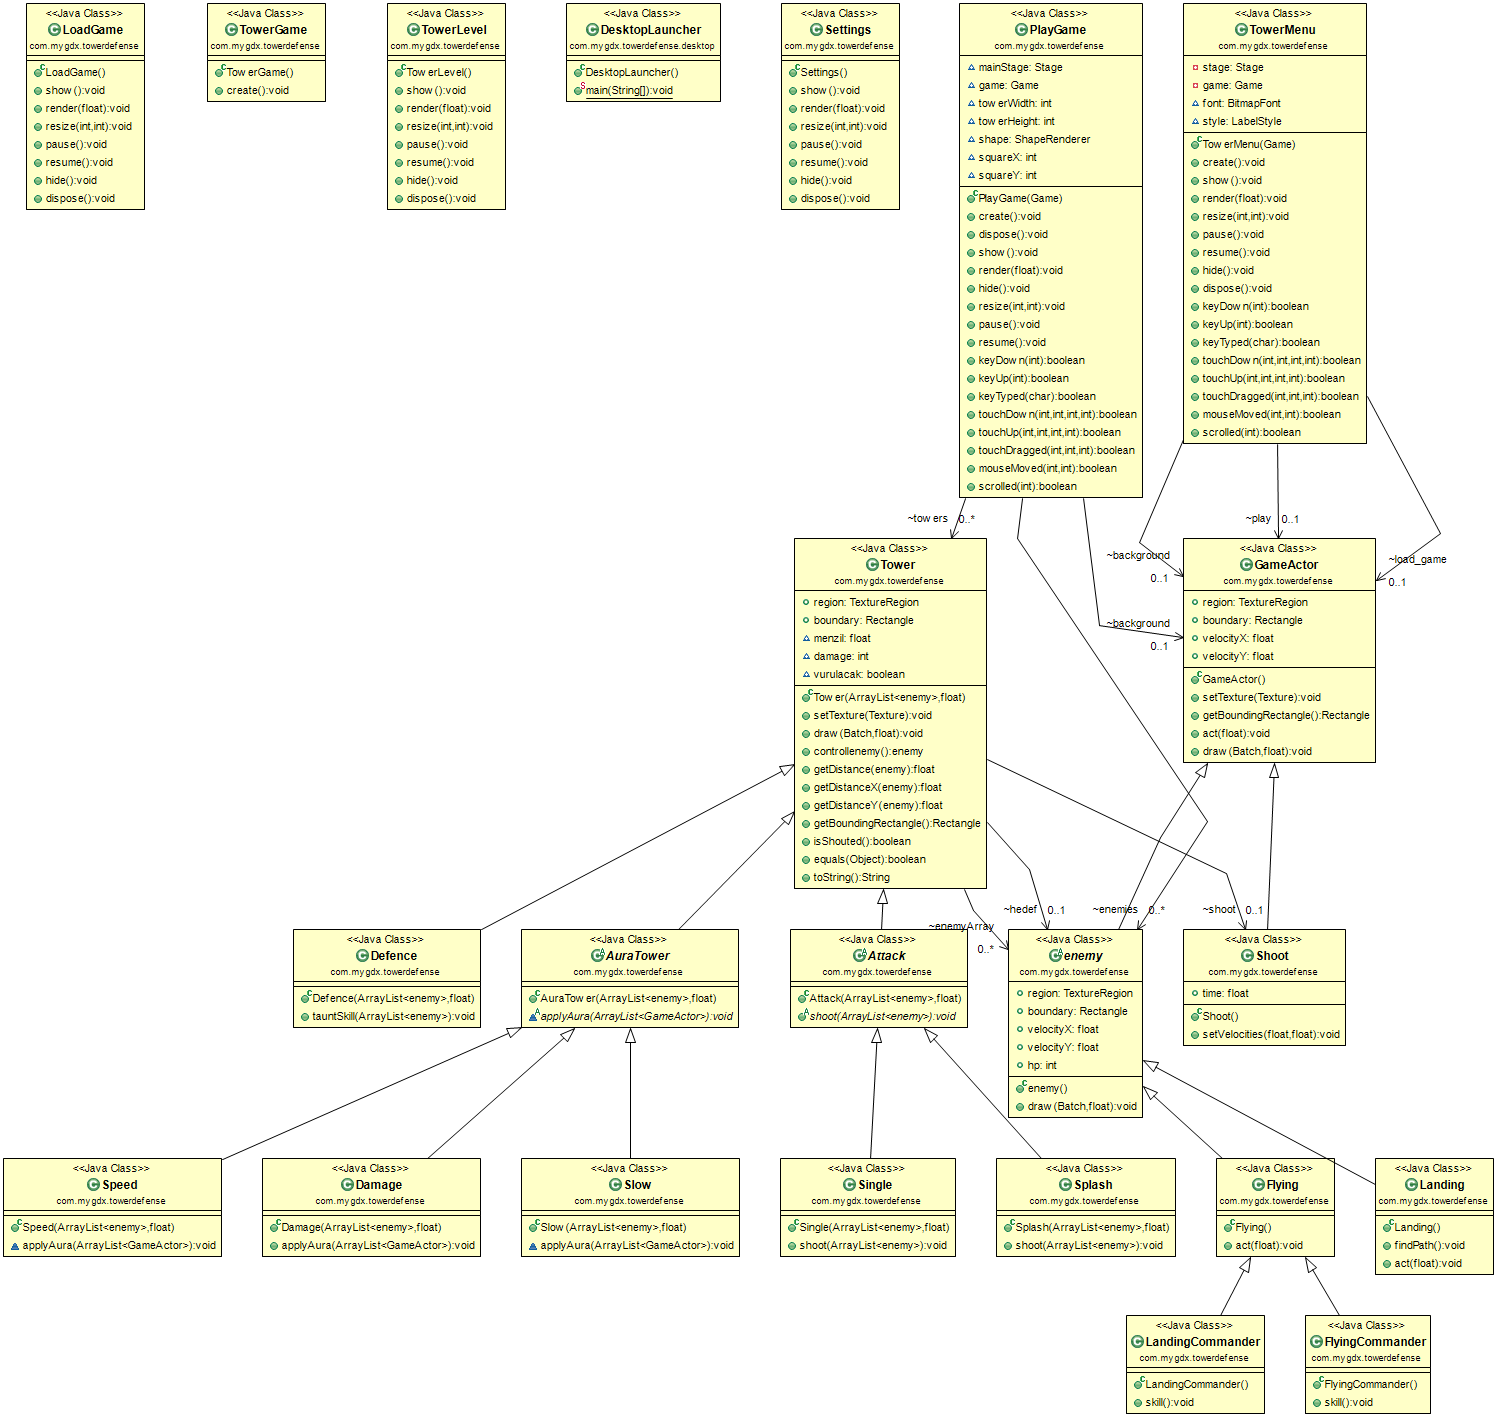 <<Java Class>>
LoadGame
com.mygdx.towerdefense
LoadGame()
show():void
render(float):void
resize(int,int):void
pause():void
resume():void
hide():void
dispose():void
<<Java Class>>
TowerGame
com.mygdx.towerdefense
TowerGame()
create():void
<<Java Class>>
TowerLevel
com.mygdx.towerdefense
TowerLevel()
show():void
render(float):void
resize(int,int):void
pause():void
resume():void
hide():void
dispose():void
<<Java Class>>
DesktopLauncher
com.mygdx.towerdefense.desktop
DesktopLauncher()
main(String[]):void
<<Java Class>>
Settings
com.mygdx.towerdefense
Settings()
show():void
render(float):void
resize(int,int):void
pause():void
resume():void
hide():void
dispose():void
<<Java Class>>
PlayGame
com.mygdx.towerdefense
mainStage: Stage
game: Game
towerWidth: int
towerHeight: int
shape: ShapeRenderer
squareX: int
squareY: int
PlayGame(Game)
create():void
dispose():void
show():void
render(float):void
hide():void
resize(int,int):void
pause():void
resume():void
keyDown(int):boolean
keyUp(int):boolean
keyTyped(char):boolean
touchDown(int,int,int,int):boolean
touchUp(int,int,int,int):boolean
touchDragged(int,int,int):boolean
mouseMoved(int,int):boolean
scrolled(int):boolean
<<Java Class>>
TowerMenu
com.mygdx.towerdefense
stage: Stage
game: Game
font: BitmapFont
style: LabelStyle
TowerMenu(Game)
create():void
show():void
render(float):void
resize(int,int):void
pause():void
resume():void
hide():void
dispose():void
keyDown(int):boolean
keyUp(int):boolean
keyTyped(char):boolean
touchDown(int,int,int,int):boolean
touchUp(int,int,int,int):boolean
touchDragged(int,int,int):boolean
mouseMoved(int,int):boolean
scrolled(int):boolean
~towers 0..*
~play 0..1
~background
0..1
~load_game
0..1
~background
0..1
<<Java Class>>
Tower
com.mygdx.towerdefense
region: TextureRegion
boundary: Rectangle
menzil: float
damage: int
vurulacak: boolean
Tower(ArrayList<enemy>,float)
setTexture(Texture):void
draw(Batch,float):void
controllenemy():enemy
getDistance(enemy):float
getDistanceX(enemy):float
getDistanceY(enemy):float
getBoundingRectangle():Rectangle
isShouted():boolean
equals(Object):boolean
toString():String
<<Java Class>>
GameActor
com.mygdx.towerdefense
region: TextureRegion
boundary: Rectangle
velocityX: float
velocityY: float
GameActor()
setTexture(Texture):void
getBoundingRectangle():Rectangle
act(float):void
draw(Batch,float):void
~hedef 0..1
~enemies 0..*
~shoot 0..1
~enemyArray
0..*
<<Java Class>>
Defence
com.mygdx.towerdefense
Defence(ArrayList<enemy>,float)
tauntSkill(ArrayList<enemy>):void
<<Java Class>>
AuraTower
com.mygdx.towerdefense
AuraTower(ArrayList<enemy>,float)
applyAura(ArrayList<GameActor>):void
<<Java Class>>
Attack
com.mygdx.towerdefense
Attack(ArrayList<enemy>,float)
shoot(ArrayList<enemy>):void
<<Java Class>>
enemy
com.mygdx.towerdefense
region: TextureRegion
boundary: Rectangle
velocityX: float
velocityY: float
hp: int
enemy()
draw(Batch,float):void
<<Java Class>>
Shoot
com.mygdx.towerdefense
time: float
Shoot()
setVelocities(float,float):void
<<Java Class>>
Speed
com.mygdx.towerdefense
Speed(ArrayList<enemy>,float)
applyAura(ArrayList<GameActor>):void
<<Java Class>>
Damage
com.mygdx.towerdefense
Damage(ArrayList<enemy>,float)
applyAura(ArrayList<GameActor>):void
<<Java Class>>
Slow
com.mygdx.towerdefense
Slow(ArrayList<enemy>,float)
applyAura(ArrayList<GameActor>):void
<<Java Class>>
Single
com.mygdx.towerdefense
Single(ArrayList<enemy>,float)
shoot(ArrayList<enemy>):void
<<Java Class>>
Splash
com.mygdx.towerdefense
Splash(ArrayList<enemy>,float)
shoot(ArrayList<enemy>):void
<<Java Class>>
Flying
com.mygdx.towerdefense
Flying()
act(float):void
<<Java Class>>
Landing
com.mygdx.towerdefense
Landing()
findPath():void
act(float):void
<<Java Class>>
LandingCommander
com.mygdx.towerdefense
LandingCommander()
skill():void
<<Java Class>>
FlyingCommander
com.mygdx.towerdefense
FlyingCommander()
skill():void